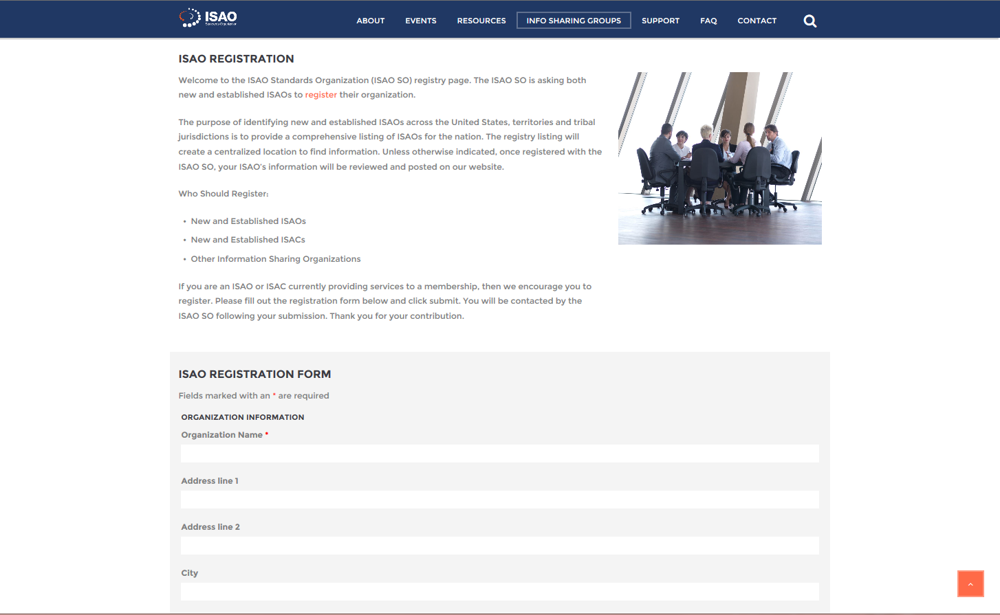 ISAO
Standards Organization
ABOUT EVENTS RESOURCES INFO SHARING GROUPS SUPPORT FAQ CONTACT
ISAO REGISTRATION
Welcome to the ISAO Standards Organization (ISAO SO) registry page. The ISAO SO is asking both
new and established ISAOs to register their organization.
The purpose of identifying new and established ISAOs across the United States, territories and tribal
jurisdictions is to provide a comprehensive listing of ISAOs for the nation. The registry listing will
create a centralized location to find information. Unless otherwise indicated, once registered with the
ISAO SO, your ISAO's information will be reviewed and posted on our website.
Who Should Register:
• New and Established ISAOs
• New and Established ISACs
• Other Information Sharing Organizations
If you are an ISAO or ISAC currently providing services to a membership, then we encourage you to
register. Please fill out the registration form below and click submit. You will be contacted by the
ISAO SO following your submission. Thank you for your contribution.
ISAO REGISTRATION FORM
Fields marked with an * are required
ORGANIZATION INFORMATION
Organization Name *
Address line 1
Address line 2
City